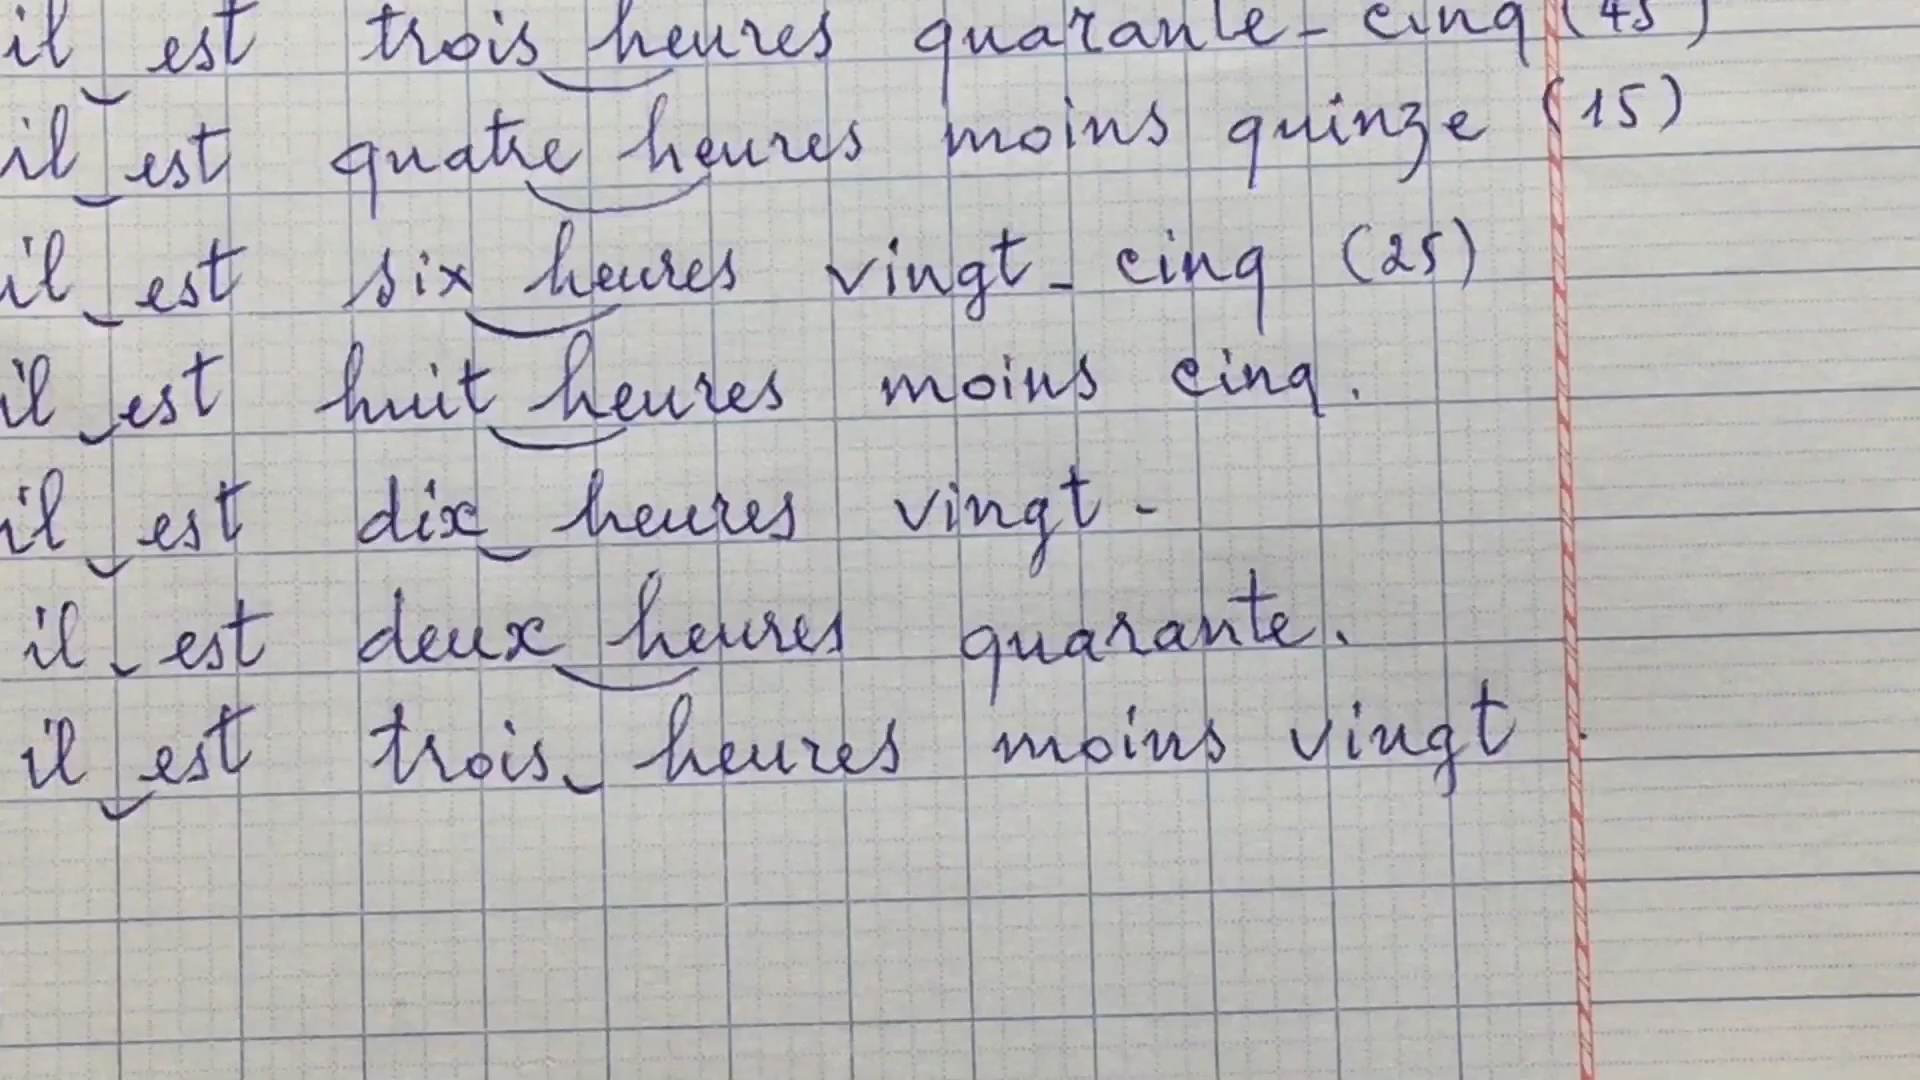 il est trois heures quarante-cinq (45)
il est quatre heures moins quinze (15)
il est six heures vingt-cinq (25)
il est huit heures moins cinq.
il est dix heures vingt-
il est deux heures quarante.
il est trois heures moins vingt.